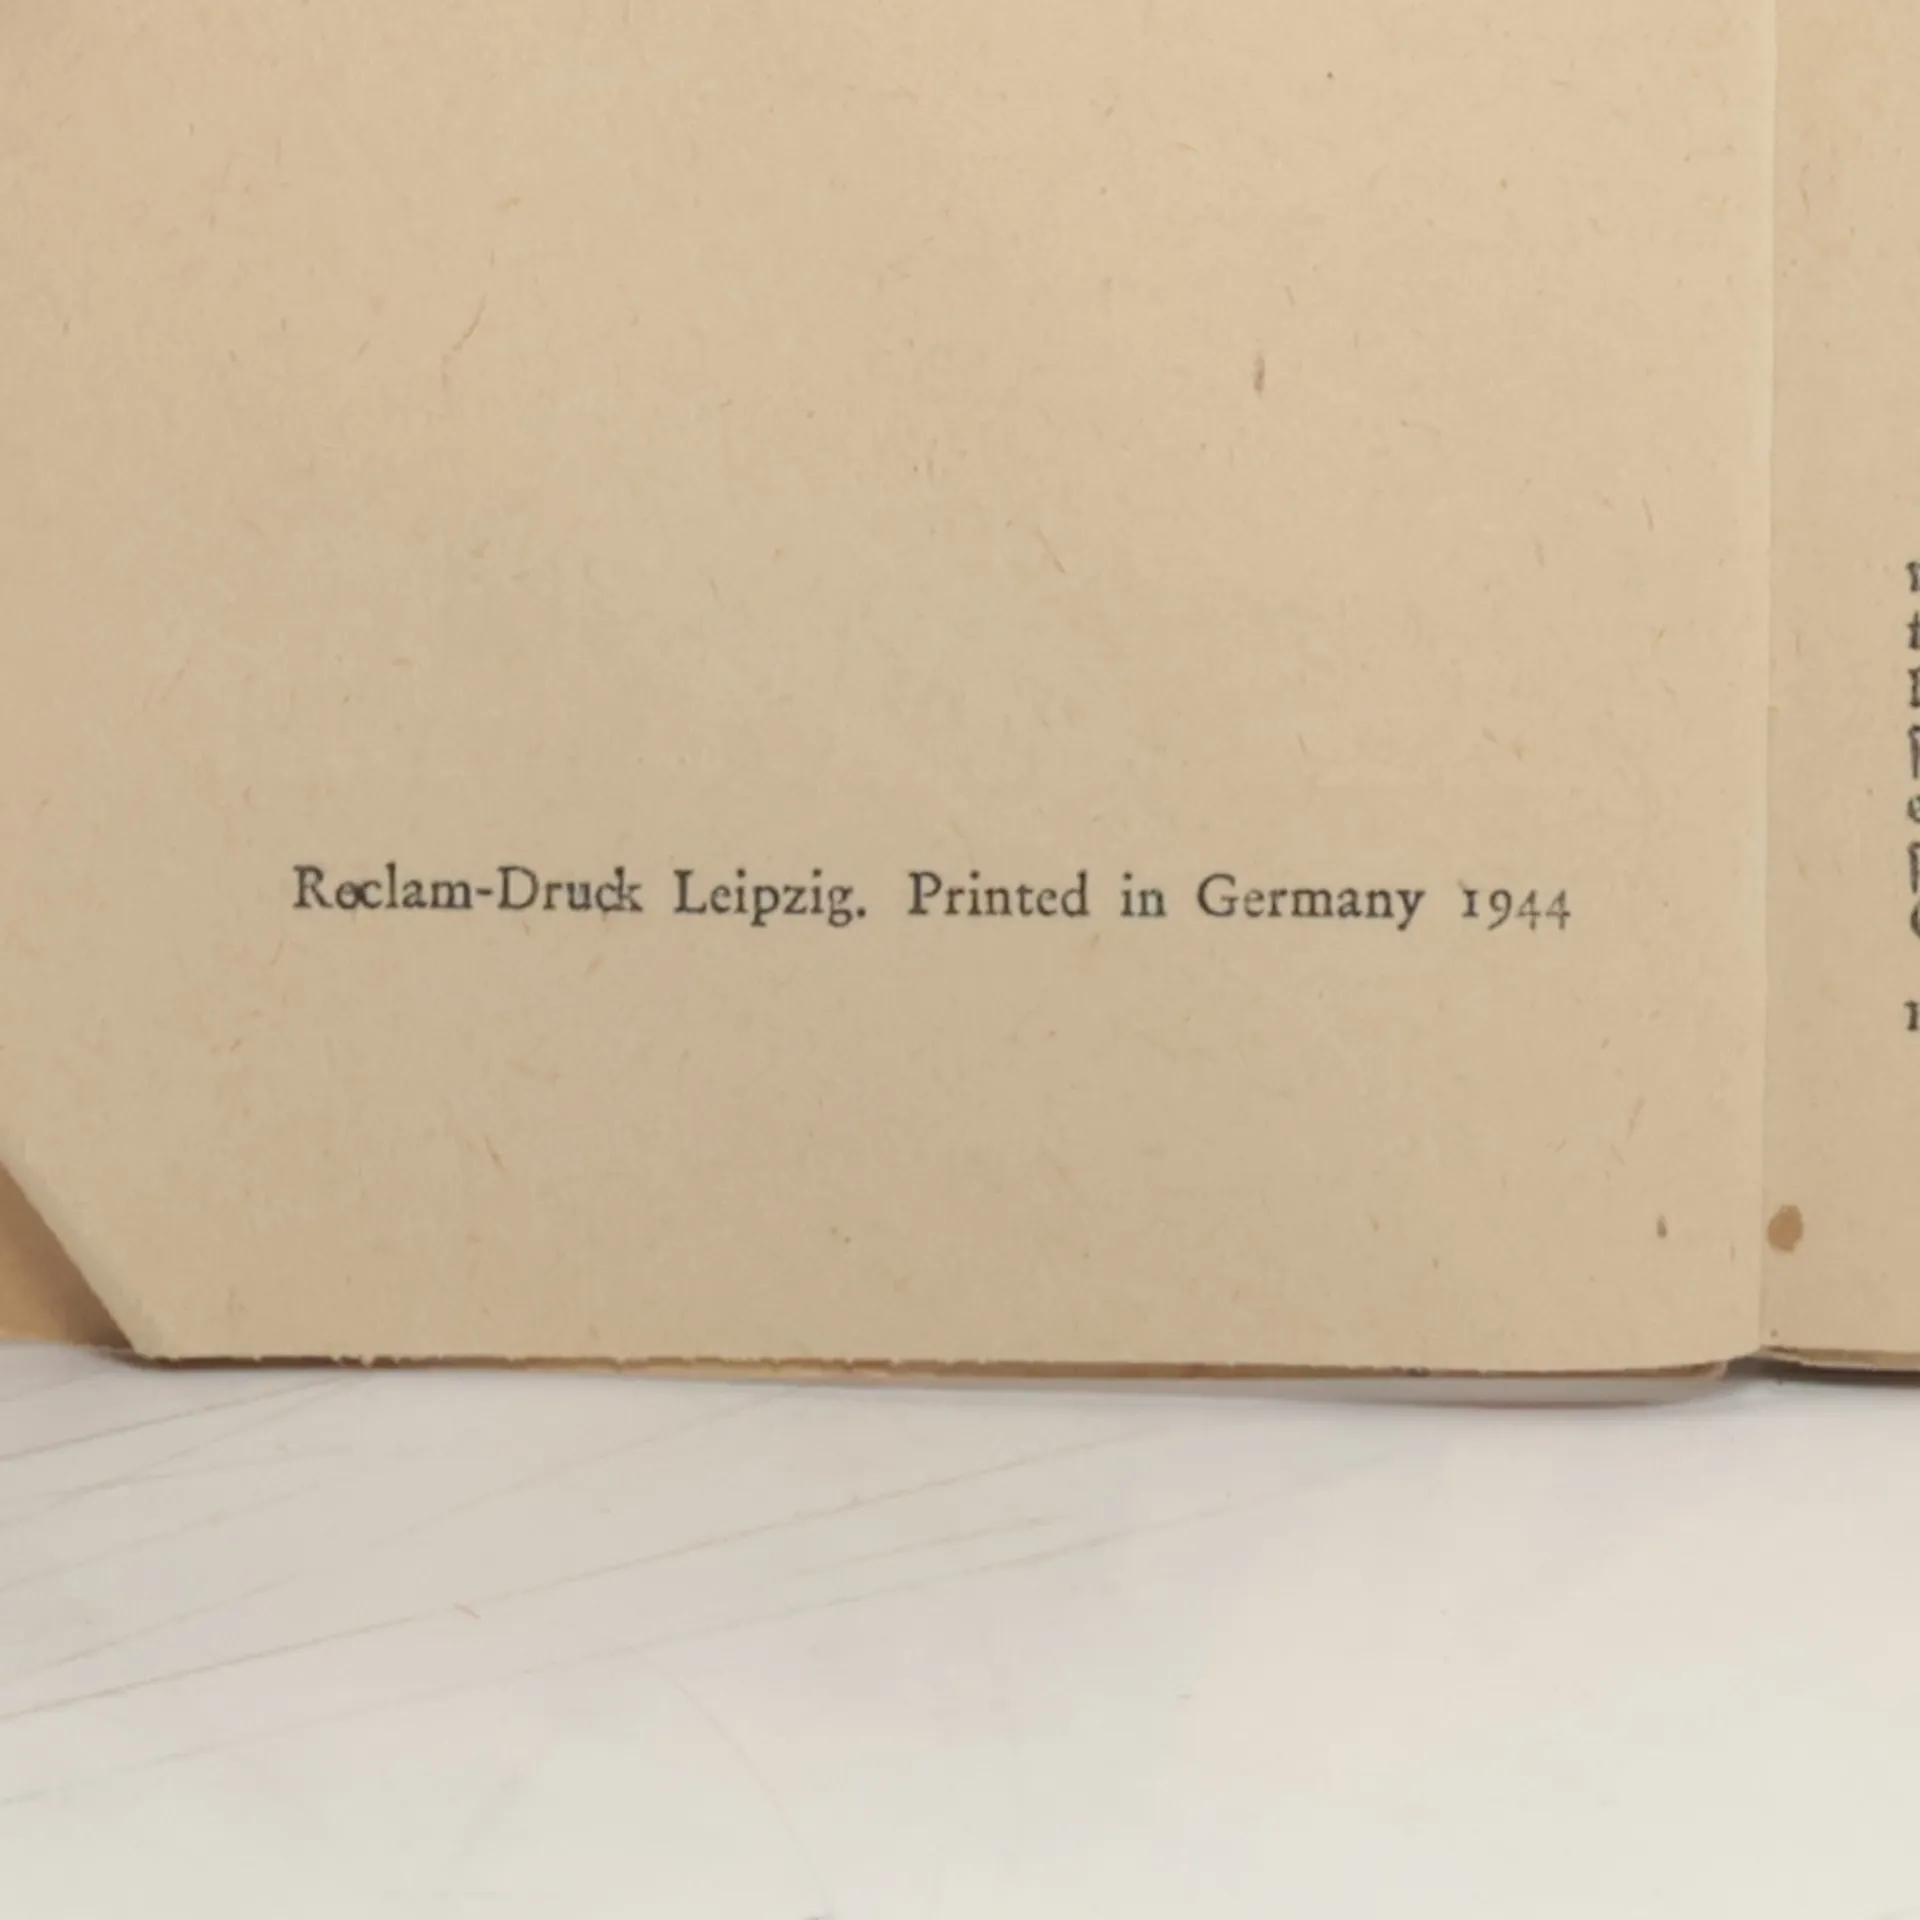 Reclam-Druck Leipzig. Printed in Germany 1944